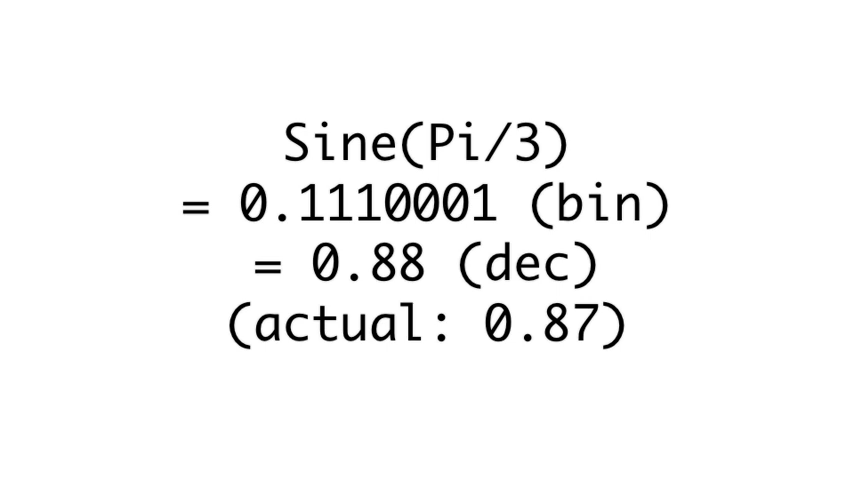 Sine(Pi/3)
= 0.1110001 (bin)
= 0.88 (dec)
(actual: 0.87)